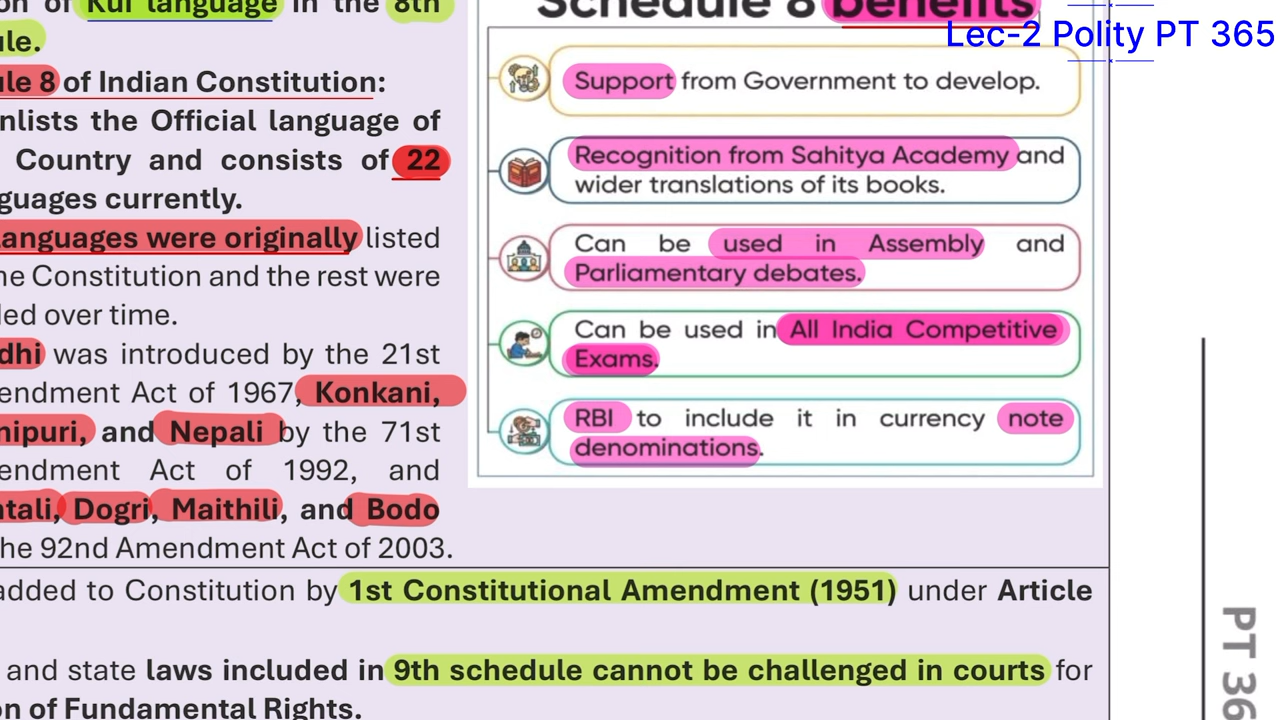 on of Kui language in the 8th
ule.
ule 8 of Indian Constitution:
nlists the Official language of
Country and consists of 22
guages currently.
anguages were originally listed
he Constitution and the rest were
ded over time.
dhi was introduced by the 21st
endment Act of 1967, Konkani,
nipuri, and Nepali by the 71st
endment Act of 1992, and
ntali, Dogri, Maithili, and Bodo
he 92nd Amendment Act of 2003.
Schedule 8 benefits
Lec-2 Polity PT 365
Support from Government to develop.
Recognition from Sahitya Academy and
wider translations of its books.
Can be used in Assembly and
Parliamentary debates.
Can be used in All India Competitive
Exams.
RBI to include it in currency note
denominations.
added to Constitution by 1st Constitutional Amendment (1951) under Article
and state laws included in 9th schedule cannot be challenged in courts for
on of Fundamental Rights.
PT 36